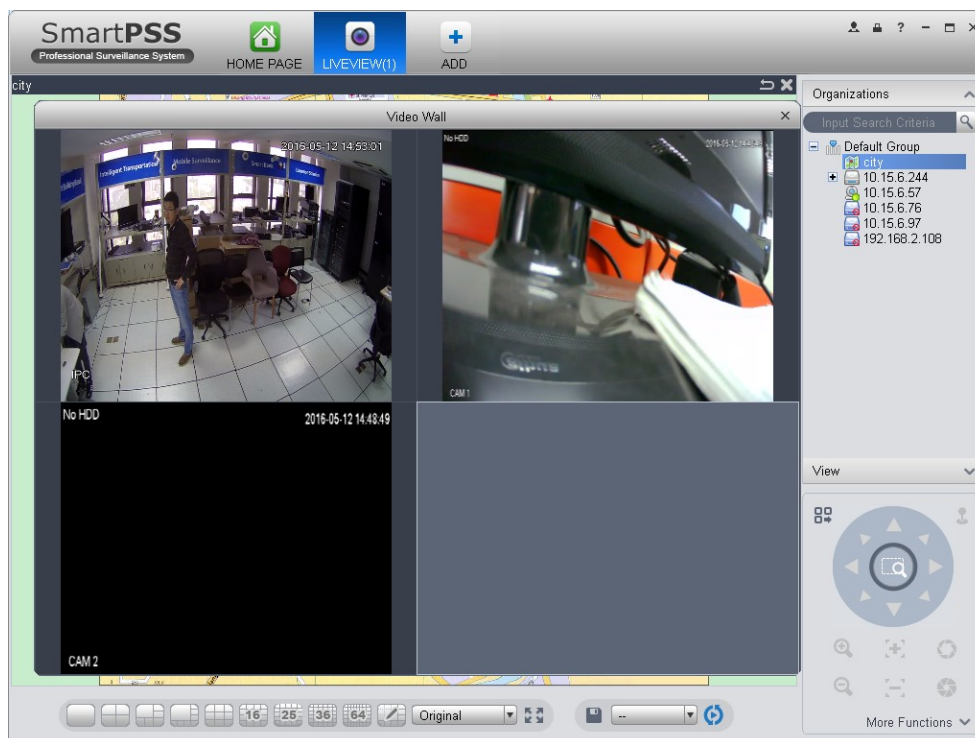 SmartPSS
Professional Surveillance System
HOME PAGE
LIVEVIEW(1)
ADD
?
city
Video Wall
Organizations
Input Search Criteria
Default Group
city
10.15.6.244
10.15.6.57
10.15.6.76
10.15.6.97
192.168.2.108
2016-05-12 14:53:01
Intelligent Transportation
Mobile Surveillance
IPC
No HDD
CAM 1
No HDD
2016-05-12 14:48:49
CAM 2
View
16
25
36
64
Original
--
More Functions